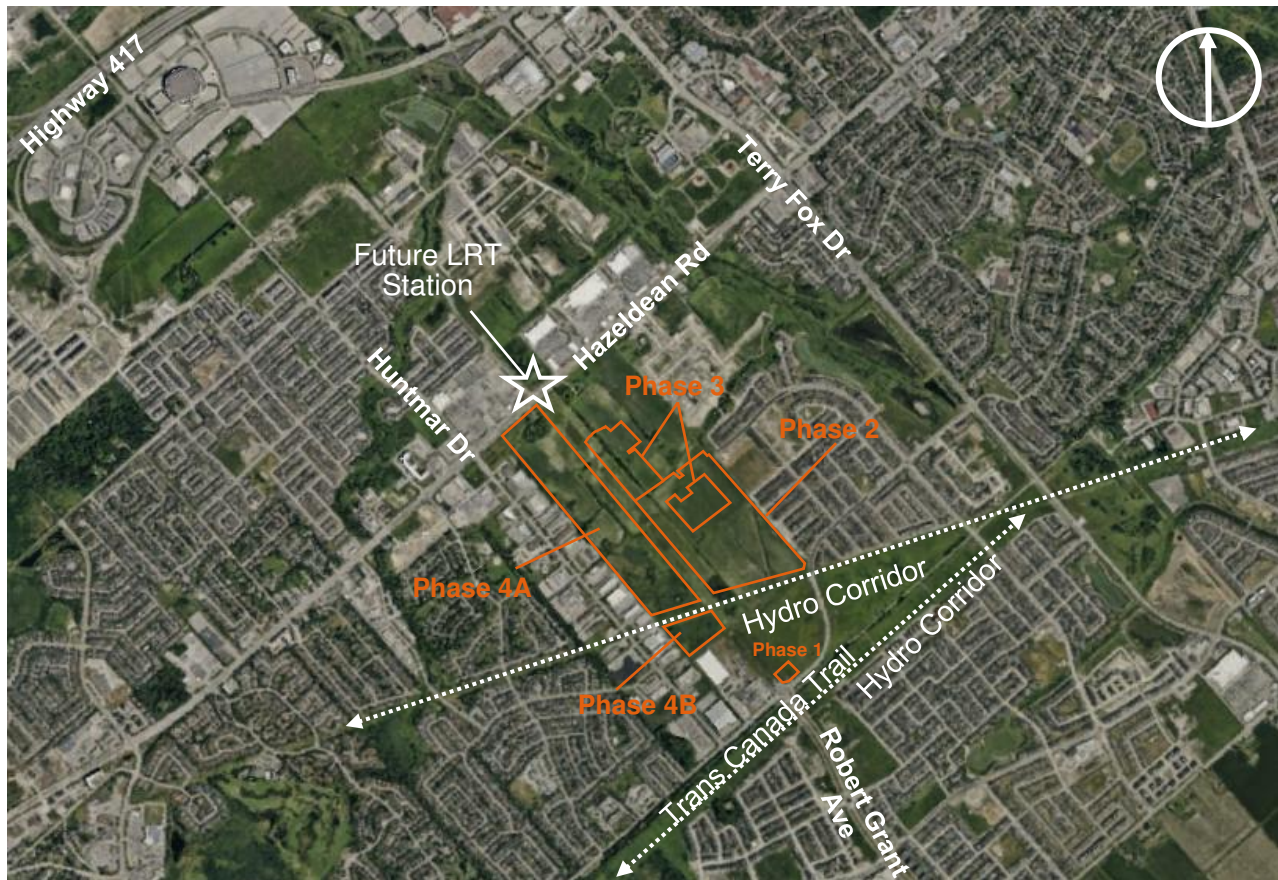 Highway 417
Terry Fox Dr
Future LRT
Station
Hazeldean Rd
Huntmar Dr
Phase 3
Phase 2
Phase 4A
Hydro Corridor
Hydro Corridor
Phase 1
Phase 4B
Trans Canada Trail
Robert Grant
Ave